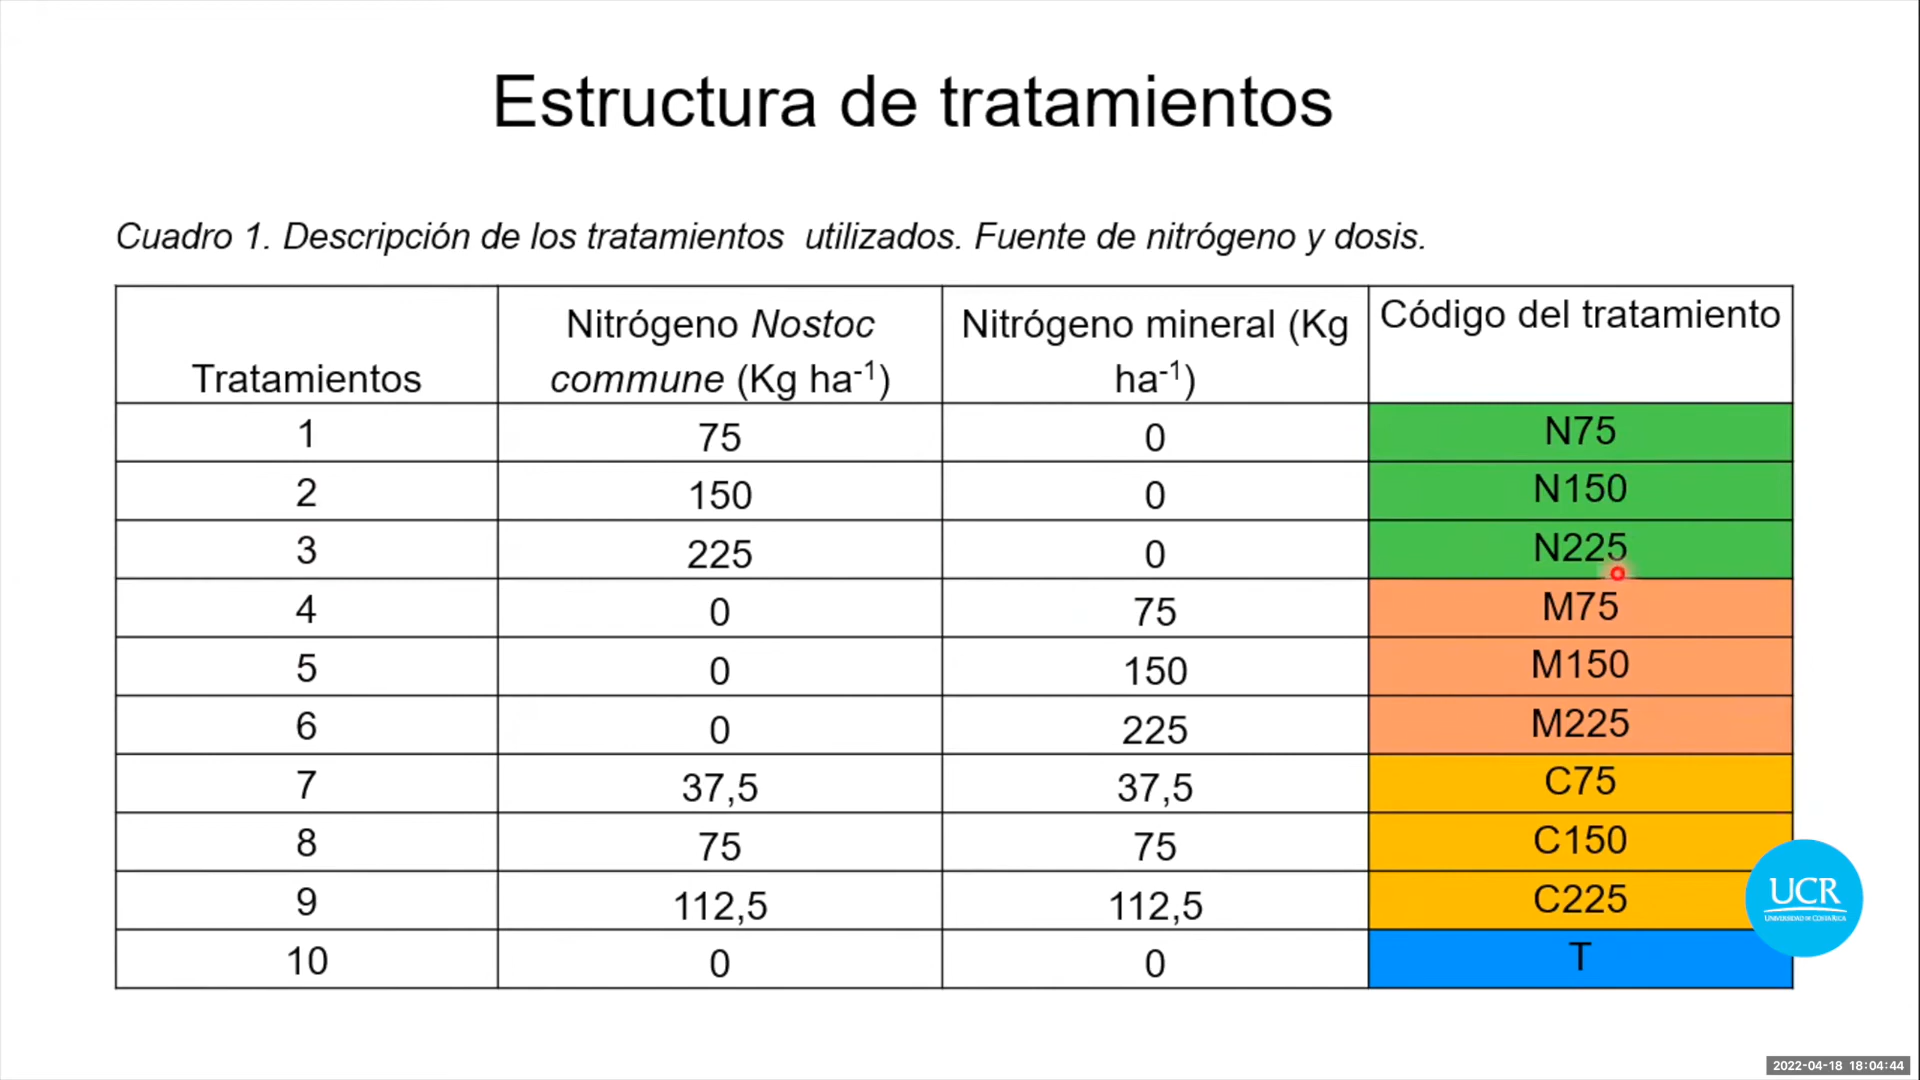 Estructura de tratamientos
Cuadro 1. Descripción de los tratamientos utilizados. Fuente de nitrógeno y dosis.
Tratamientos
Nitrógeno Nostoc
commune (Kg ha-1)
Nitrógeno mineral (Kg
ha-1)
Código del tratamiento
1 75 0 N75
2 150 0 N150
3 225 0 N225
4 0 75 M75
5 0 150 M150
6 0 225 M225
7 37,5 37,5 C75
8 75 75 C150
9 112,5 112,5 C225
10 0 0 T
UCR
UNIVERSIDAD DE COSTA RICA
2022-04-18 18:04:44